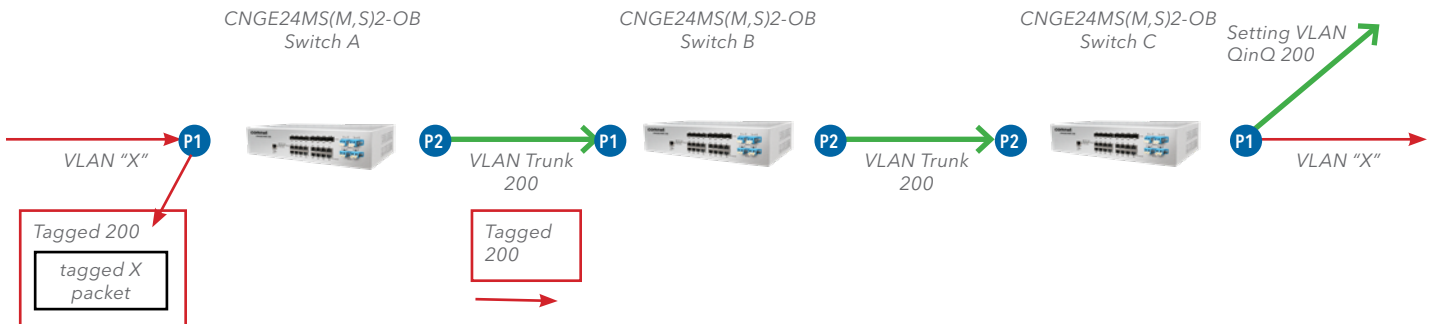 CNGE24MS(M,S)2-OB
Switch A
CNGE24MS(M,S)2-OB
Switch B
CNGE24MS(M,S)2-OB
Switch C
Setting VLAN
QinQ 200
P1
P2
P1
P2
P2
P1
VLAN "X"
VLAN Trunk
200
VLAN Trunk
200
VLAN "X"
Tagged 200
tagged X
packet
Tagged
200